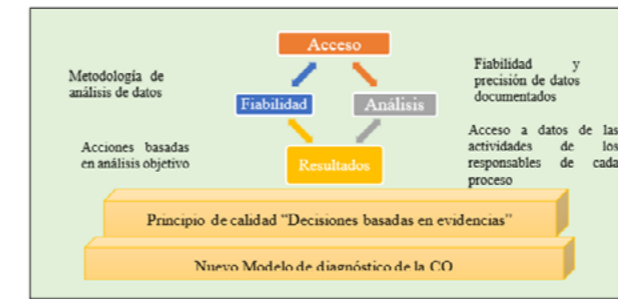 Acceso
Metodología de
análisis de datos
Fiabilidad y
precisión de datos
documentados
Fiabilidad
Análisis
Acciones basadas
en análisis objetivo
Acceso a datos de las
actividades de los
responsables de cada
proceso
Resultados
Principio de calidad “Decisiones basadas en evidencias”
Nuevo Modelo de diagnóstico de la CO